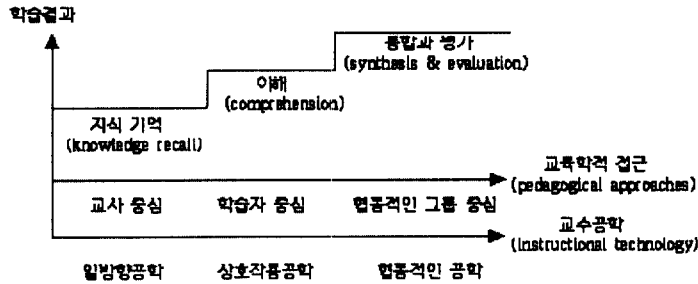 학습결과
통합과 평가
(synthesis & evaluation)
이해
(comprehension)
지식 기억
(knowledge recall)
교육학적 접근
(pedagogical approaches)
교사 중심
학습자 중심
협동적인 그룹 중심
교수공학
(instructional technology)
일방향공학
상호작용공학
협동적인 공학